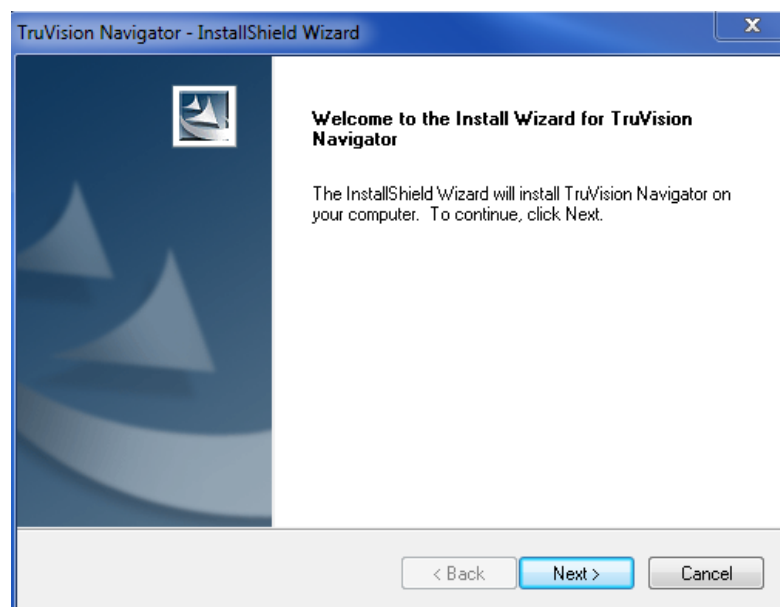 TruVision Navigator - InstallShield Wizard
X
Welcome to the Install Wizard for TruVision
Navigator
The InstallShield Wizard will install TruVision Navigator on
your computer.  To continue, click Next.
< Back
Next >
Cancel